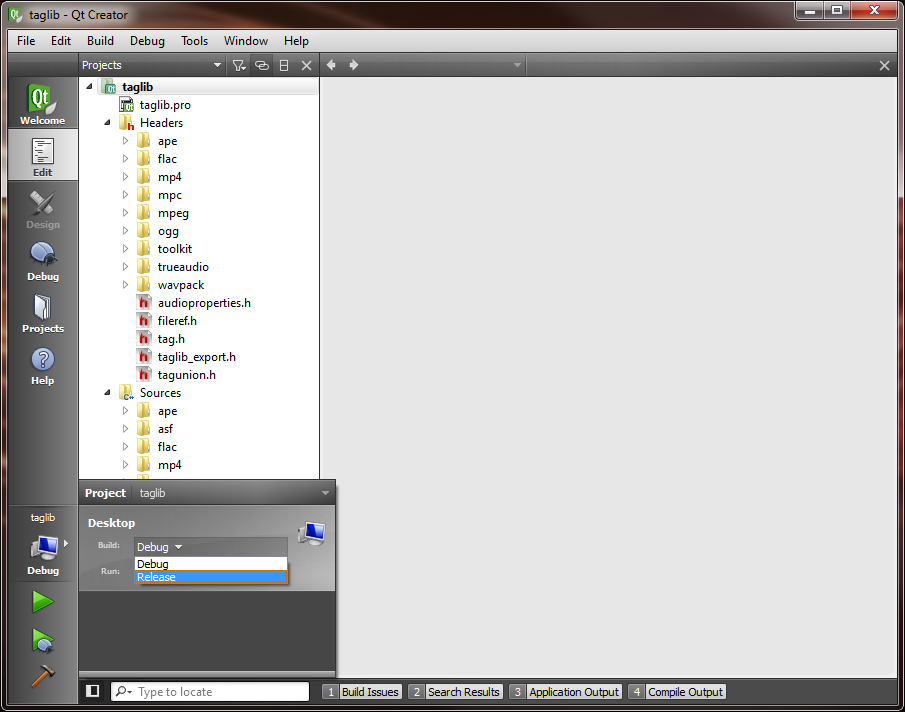 taglib - Qt Creator
File Edit Build Debug Tools Window Help
Projects
Qt
Welcome
Edit
Design
Debug
Projects
Help
taglib
taglib.pro
Headers
ape
flac
mp4
mpc
mpeg
ogg
toolkit
trueaudio
wavpack
audioproperties.h
fileref.h
tag.h
taglib_export.h
tagunion.h
Sources
ape
asf
flac
mp4
Project taglib
Desktop
Build: Debug
Debug
Release
Run:
taglib
Debug
Type to locate
1 Build Issues 2 Search Results 3 Application Output 4 Compile Output